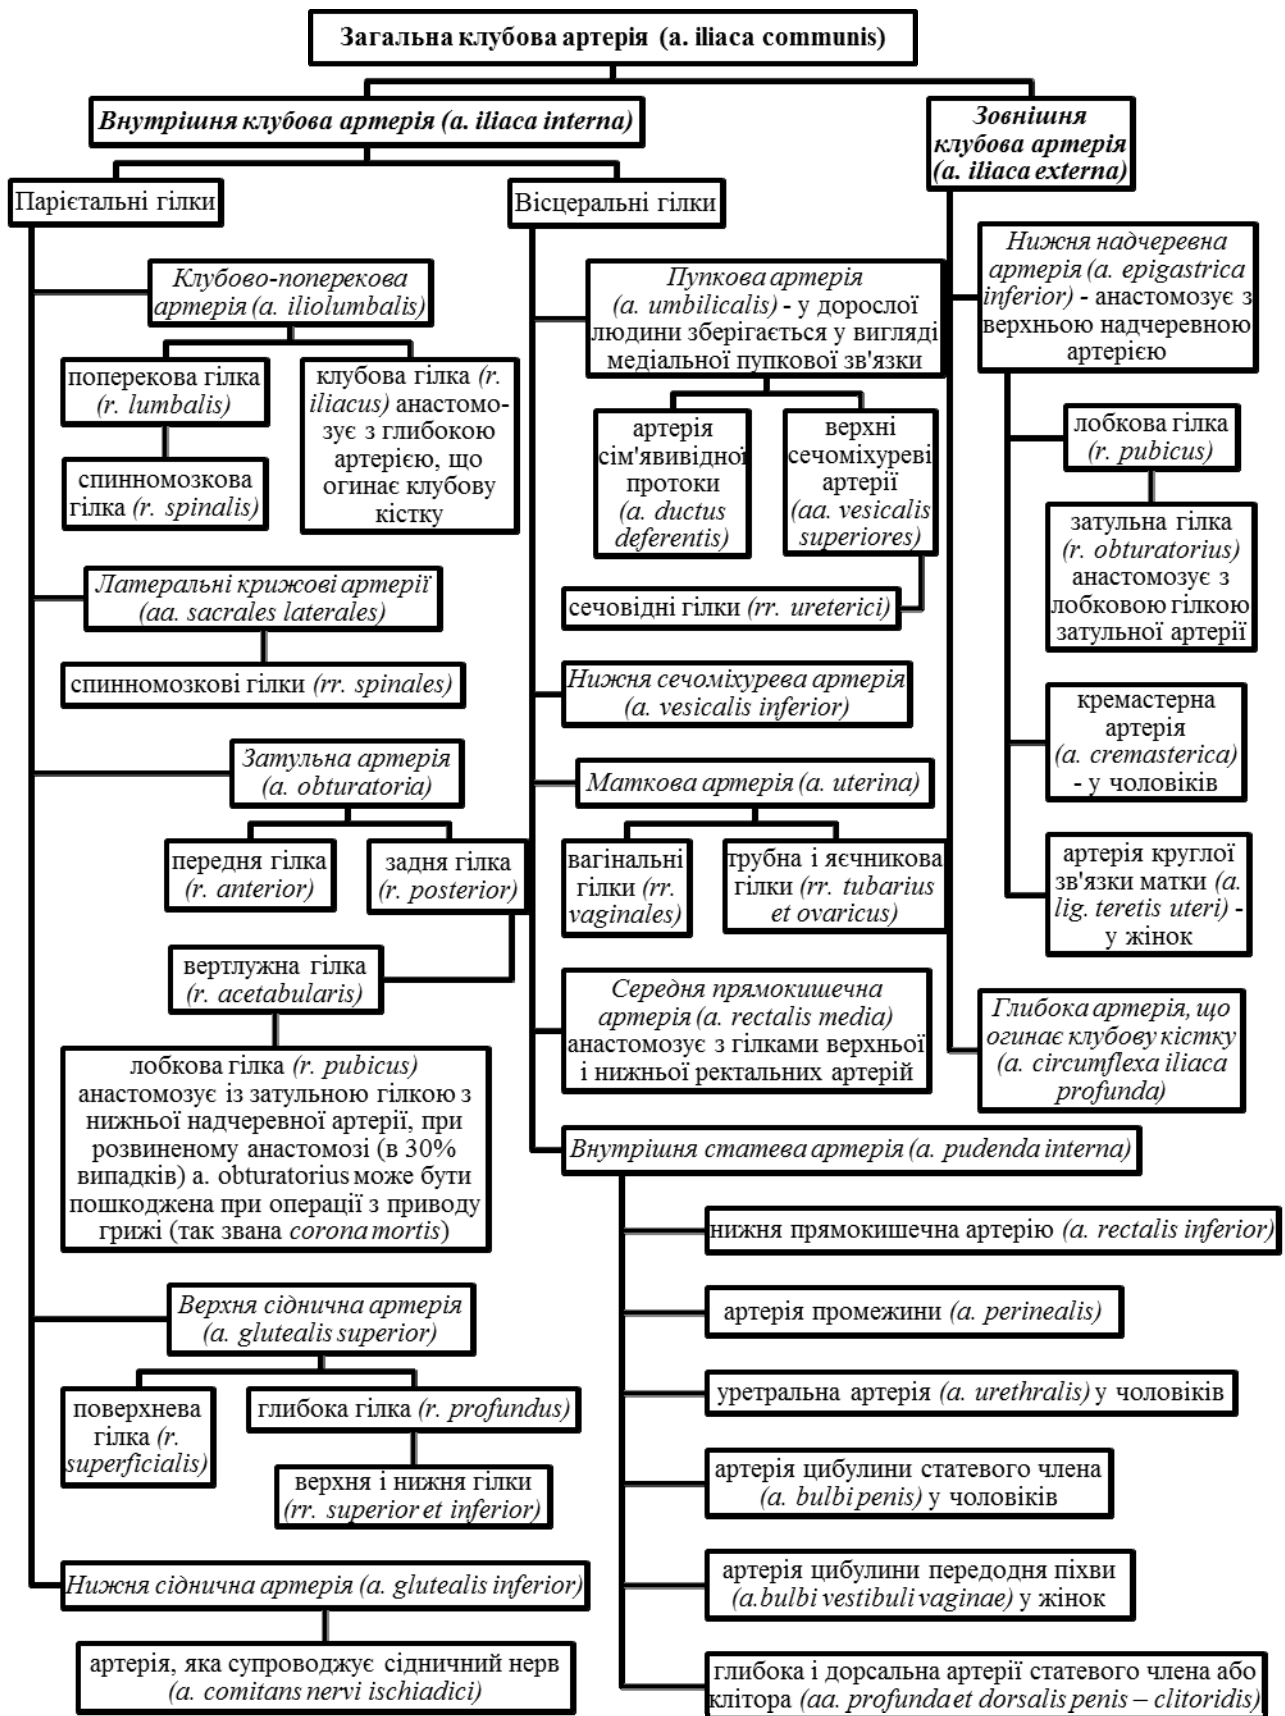 Загальна клубова артерія (a. iliaca communis)
Внутрішня клубова артерія (a. iliaca interna)
Зовнішня
клубова артерія
(a. iliaca externa)
Парієтальні гілки
Вісцеральні гілки
Клубово-поперекова
артерія (a. iliolumbalis)
поперекова гілка
(r. lumbalis)
спинномозкова
гілка (r. spinalis)
клубова гілка (r.
iliacus) анастомо-
зує з глибокою
артерією, що
огинає клубову
кістку
Латеральні крижові артерії
(aa. sacrales laterales)
спинномозкові гілки (rr. spinales)
Затульна артерія
(a. obturatoria)
передня гілка
(r. anterior)
задня гілка
(r. posterior)
вертлужна гілка
(r. acetabularis)
лобкова гілка (r. pubicus)
анастомозує із затульною гілкою з
нижньої надчеревної артерії, при
розвиненому анастомозі (в 30%
випадків) a. obturatorius може бути
пошкоджена при операції з приводу
грижі (так звана corona mortis)
Верхня сіднична артерія
(a. glutealis superior)
поверхнева
гілка (r.
superficialis)
глибока гілка (r. profundus)
верхня і нижня гілки
(rr. superior et inferior)
Нижня сіднична артерія (a. glutealis inferior)
артерія, яка супроводжує сідничний нерв
(a. comitans nervi ischiadici)
Пупкова артерія
(a. umbilicalis) - у дорослої
людини зберігається у вигляді
медіальної пупкової зв'язки
артерія
сім'явивідної
протоки
(a. ductus
deferentis)
верхні
сечоміхуреві
артерії
(aa. vesicalis
superiores)
сечовідні гілки (rr. ureterici)
Нижня сечоміхурева артерія
(a. vesicalis inferior)
Маткова артерія (a. uterina)
вагінальні
гілки (rr.
vaginales)
трубна і яєчникова
гілки (rr. tubarius
et ovaricus)
Середня прямокишечна
артерія (a. rectalis media)
анастомозує з гілками верхньої
і нижньої ректальних артерій
Внутрішня статева артерія (a. pudenda interna)
нижня прямокишечна артерію (a. rectalis inferior)
артерія промежини (a. perinealis)
уретральна артерія (a. urethralis) у чоловіків
артерія цибулини статевого члена
(a. bulbi penis) у чоловіків
артерія цибулини передодня піхви
(a.bulbi vestibuli vaginae) у жінок
глибока і дорсальна артерії статевого члена або
клітора (aa. profunda et dorsalis penis – clitoridis)
Нижня надчеревна
артерія (a. epigastrica
inferior) - анастомозує з
верхньою надчеревною
артерією
лобкова гілка
(r. pubicus)
затульна гілка
(r. obturatorius)
анастомозує з
лобковою гілкою
затульної артерії
кремастерна
артерія
(a. cremasterica)
- у чоловіків
артерія круглої
зв'язки матки (a.
lig. teretis uteri) -
у жінок
Глибока артерія, що
огинає клубову кістку
(a. circumflexa iliaca
profunda)